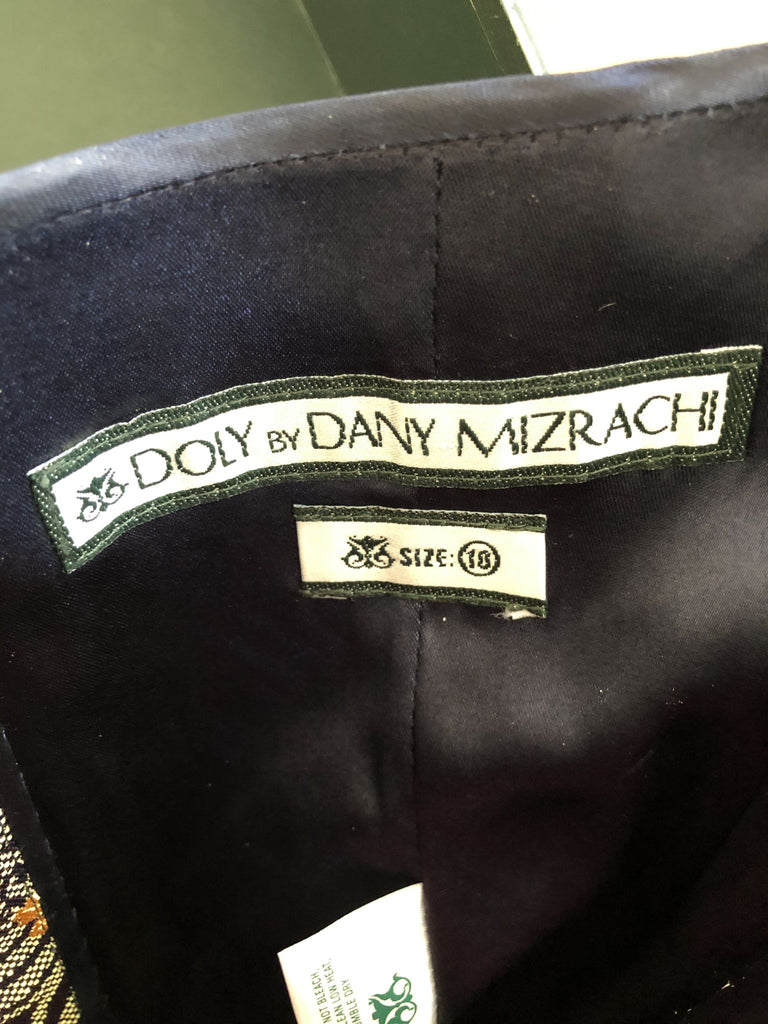 DOLY BY DANY MIZRACHI
SIZE: 18
NOT BLEACH.
LEAN LOW HEAT.
UMBLE DRY